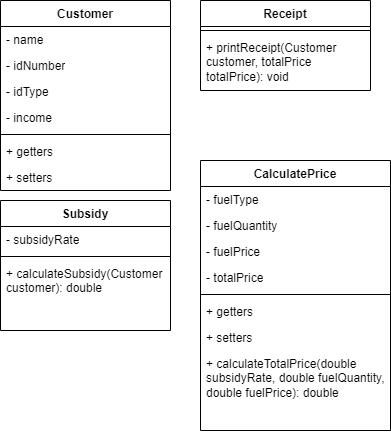 Customer
- name
- idNumber
- idType
- income
+ getters
+ setters
Subsidy
- subsidyRate
+ calculateSubsidy(Customer
customer): double
Receipt
+ printReceipt(Customer
customer, totalPrice
totalPrice): void
CalculatePrice
- fuelType
- fuelQuantity
- fuelPrice
- totalPrice
+ getters
+ setters
+ calculateTotalPrice(double
subsidyRate, double fuelQuantity,
double fuelPrice): double